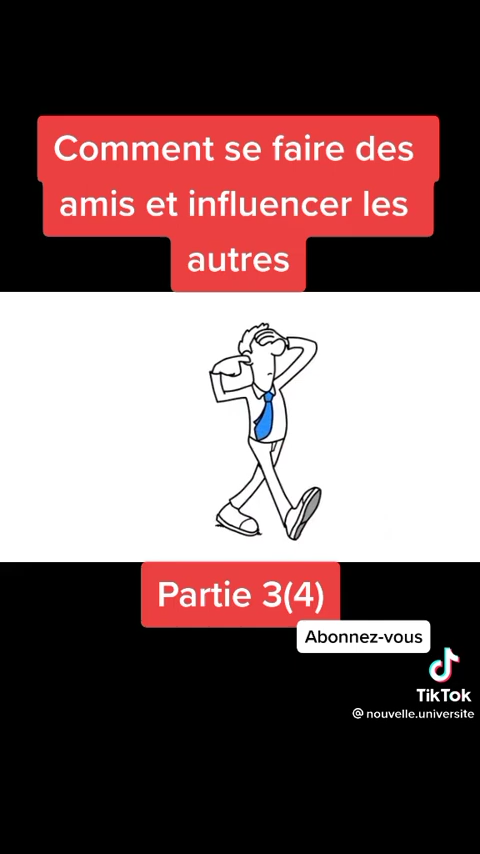 Comment se faire des
amis et influencer les
autres
Partie 3(4)
Abonnez-vous
TikTok
@nouvelle.universite